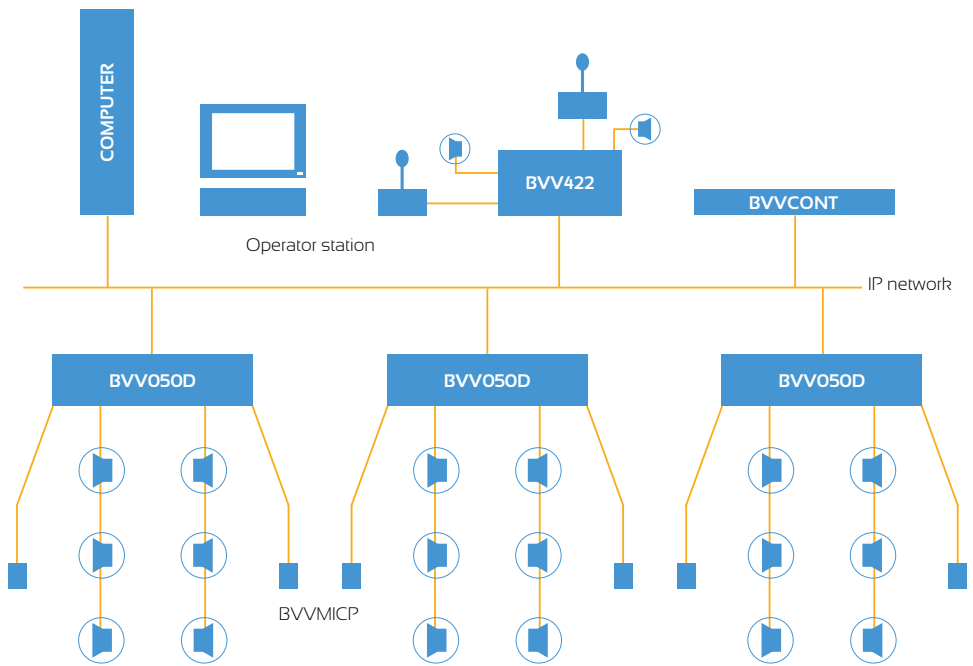 COMPUTER
BVV422
BVVCONT
Operator station
IP network
BVV050D
BVV050D
BVV050D
BVVMICP